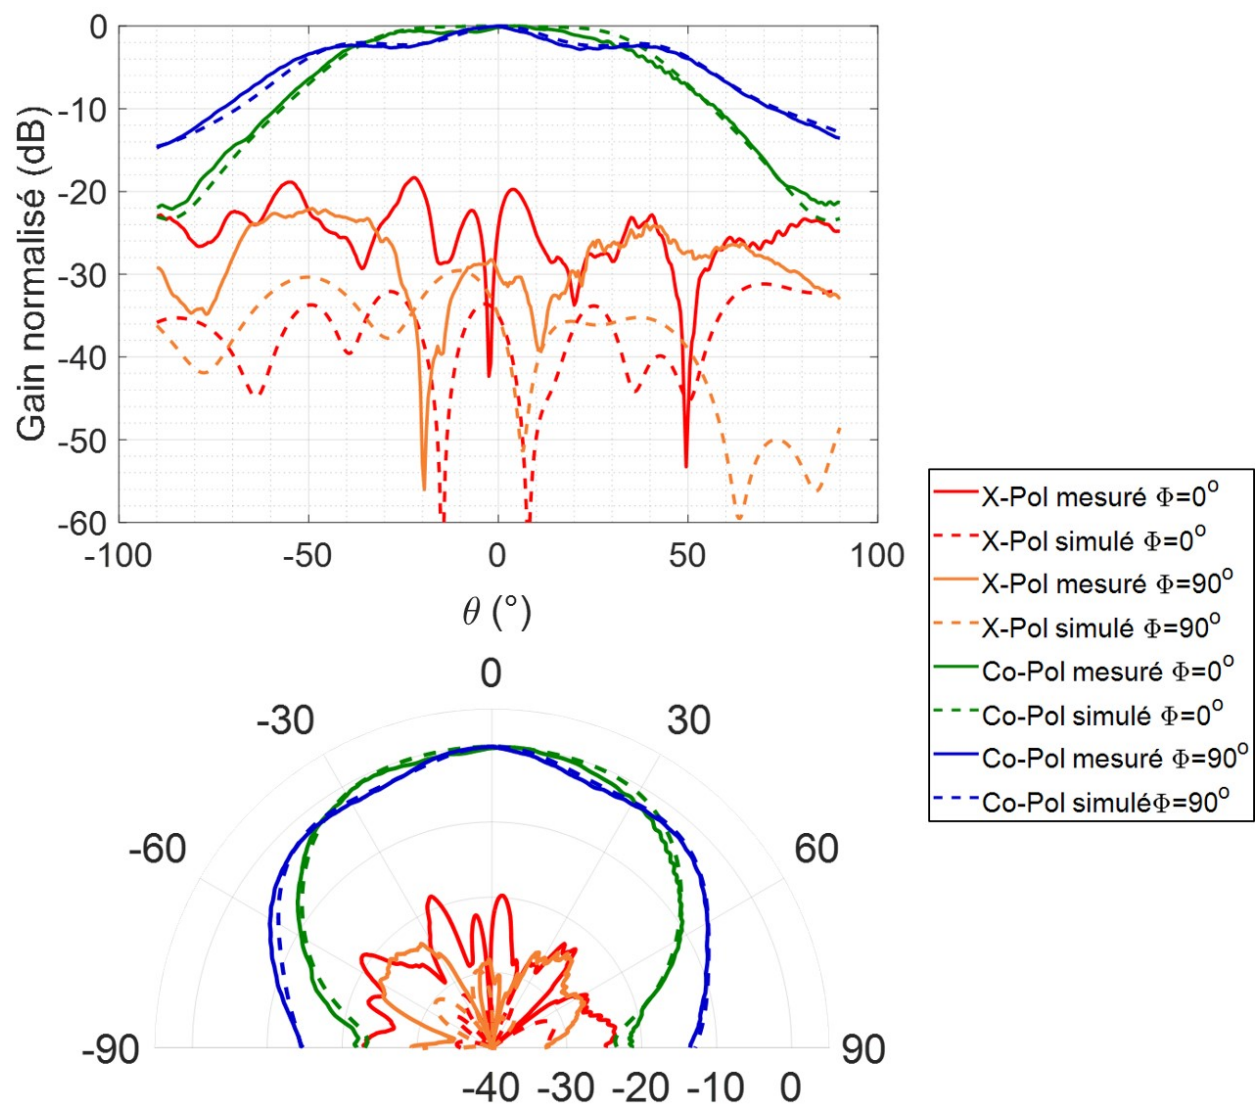 Gain normalisé (dB)
0
-10
-20
-30
-40
-50
-60
-100 -50 0 50 100
θ (°)
X-Pol mesuré Φ=0°
X-Pol simulé Φ=0°
X-Pol mesuré Φ=90°
X-Pol simulé Φ=90°
Co-Pol mesuré Φ=0°
Co-Pol simulé Φ=0°
Co-Pol mesuré Φ=90°
Co-Pol simuléΦ=90°
0
-30 30
-60 60
-90 90
-40 -30 -20 -10 0